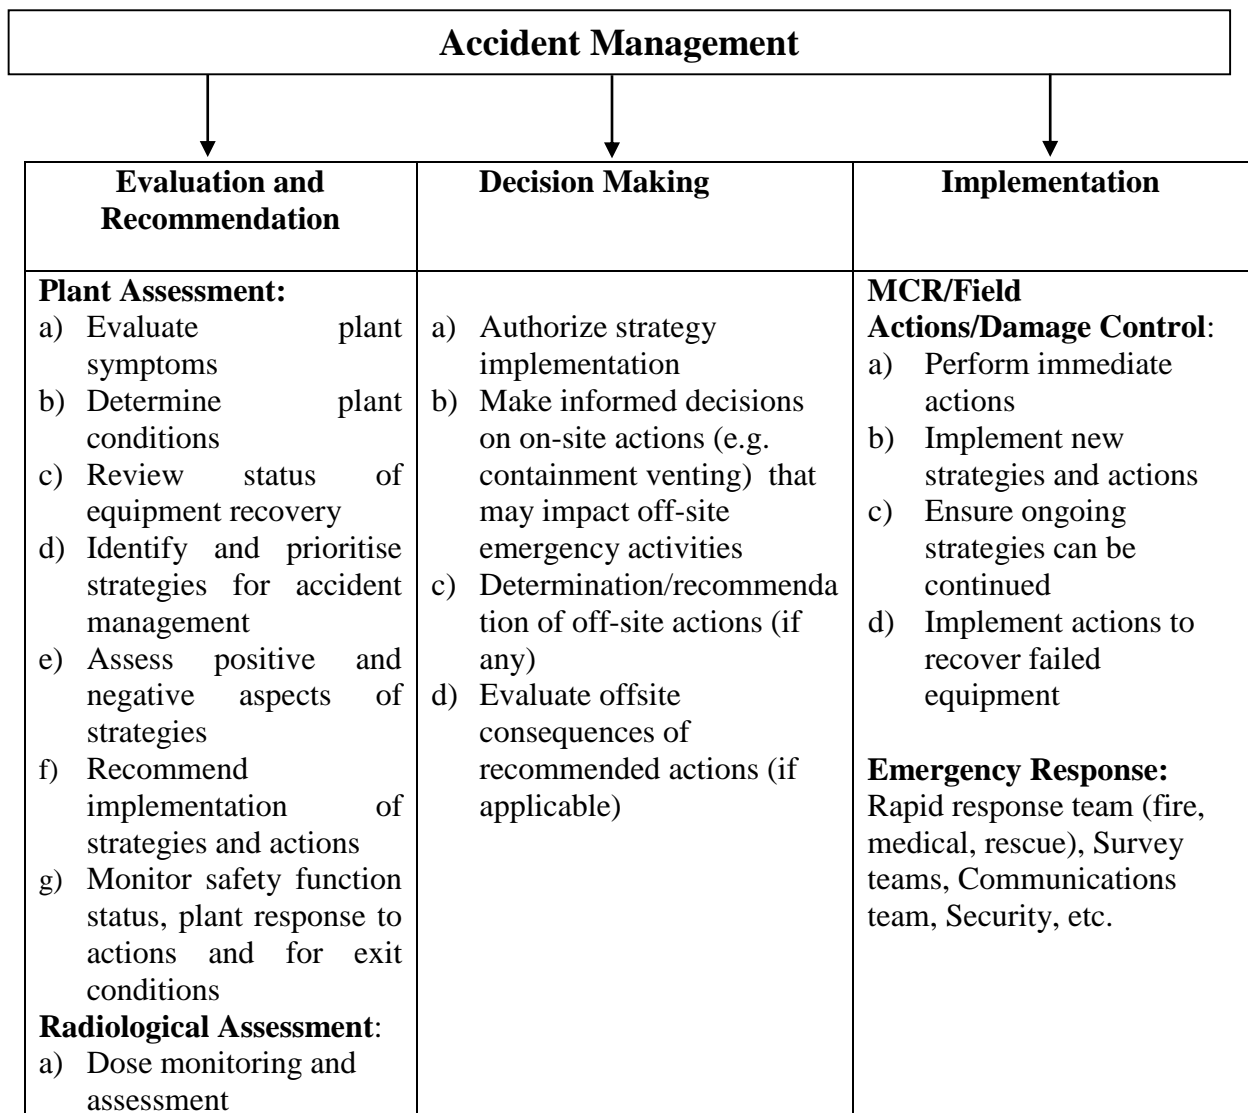 Accident Management
Evaluation and
Recommendation
Decision Making
Implementation
Plant Assessment:
a) Evaluate plant
symptoms
b) Determine plant
conditions
c) Review status of
equipment recovery
d) Identify and prioritise
strategies for accident
management
e) Assess positive and
negative aspects of
strategies
f) Recommend
implementation of
strategies and actions
g) Monitor safety function
status, plant response to
actions and for exit
conditions
Radiological Assessment:
a) Dose monitoring and
assessment
a) Authorize strategy
implementation
b) Make informed decisions
on on-site actions (e.g.
containment venting) that
may impact off-site
emergency activities
c) Determination/recommenda
tion of off-site actions (if
any)
d) Evaluate offsite
consequences of
recommended actions (if
applicable)
MCR/Field
Actions/Damage Control:
a) Perform immediate
actions
b) Implement new
strategies and actions
c) Ensure ongoing
strategies can be
continued
d) Implement actions to
recover failed
equipment
Emergency Response:
Rapid response team (fire,
medical, rescue), Survey
teams, Communications
team, Security, etc.